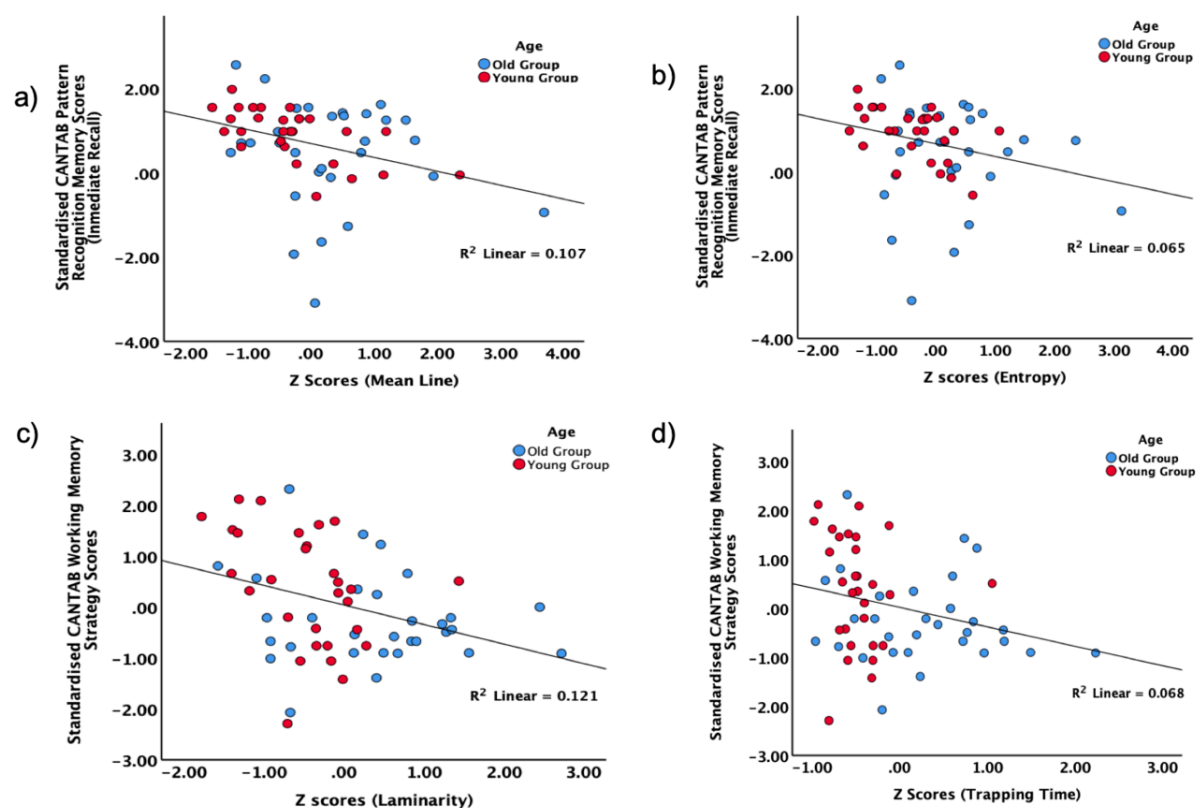 a)
Standardised CANTAB Pattern
Recognition Memory Scores
(Inmediate Recall)
2.00
.00
−2.00
−4.00
Age
Old Group
Young Group
R² Linear = 0.107
−2.00 −1.00 .00 1.00 2.00 3.00 4.00
Z Scores (Mean Line)
b)
Standardised CANTAB Pattern
Recognition Memory Scores
(Inmediate Recall)
2.00
.00
−2.00
−4.00
Age
Old Group
Young Group
R² Linear = 0.065
−2.00 −1.00 .00 1.00 2.00 3.00 4.00
Z scores (Entropy)
c)
Standardised CANTAB Working Memory
Strategy Scores
3.00
2.00
1.00
.00
−1.00
−2.00
−3.00
Age
Old Group
Young Group
R² Linear = 0.121
−2.00 −1.00 .00 1.00 2.00 3.00
Z scores (Laminarity)
d)
Standardised CANTAB Working Memory
Strategy Scores
3.00
2.00
1.00
.00
−1.00
−2.00
−3.00
Age
Old Group
Young Group
R² Linear = 0.068
−1.00 .00 1.00 2.00 3.00
Z Scores (Trapping Time)